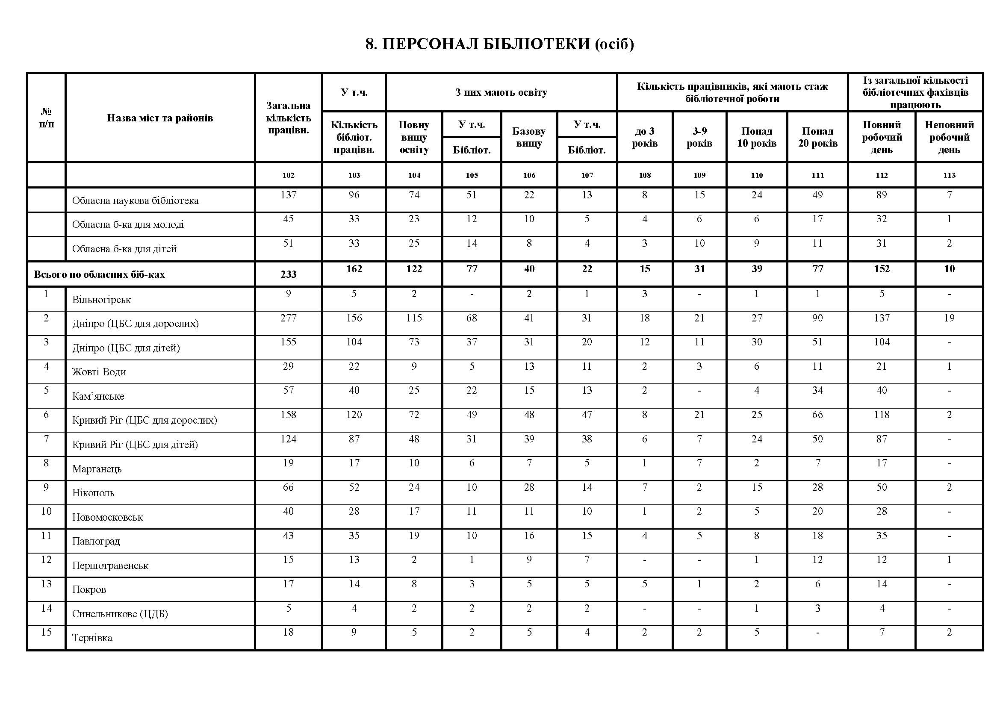 8. ПЕРСОНАЛ БІБЛІОТЕКИ (осіб)
№ п/п Назва міст та районів Загальна кількість працівн. У т.ч. З них мають освіту Кількість працівників, які мають стаж бібліотечної роботи Із загальної кількості бібліотечних фахівців працюють
Кількість бібліот. працівн. Повну вищу освіту У т.ч. Бібліот. Базову вищу У т.ч. Бібліот. до 3 років 3-9 років Понад 10 років Понад 20 років Повний робочий день Неповний робочий день
102 103 104 105 106 107 108 109 110 111 112 113
Обласна наукова бібліотека 137 96 74 51 22 13 8 15 24 49 89 7
Обласна б-ка для молоді 45 33 23 12 10 5 4 6 6 17 32 1
Обласна б-ка для дітей 51 33 25 14 8 4 3 10 9 11 31 2
Всього по обласних біб-ках 233 162 122 77 40 22 15 31 39 77 152 10
1 Вільногірськ 9 5 2 - 2 1 3 - 1 1 5 -
2 Дніпро (ЦБС для дорослих) 277 156 115 68 41 31 18 21 27 90 137 19
3 Дніпро (ЦБС для дітей) 155 104 73 37 31 20 12 11 30 51 104 -
4 Жовті Води 29 22 9 5 13 11 2 3 6 11 21 1
5 Кам’янське 57 40 25 22 15 13 2 - 4 34 40 -
6 Кривий Ріг (ЦБС для дорослих) 158 120 72 49 48 47 8 21 25 66 118 2
7 Кривий Ріг (ЦБС для дітей) 124 87 48 31 39 38 6 7 24 50 87 -
8 Марганець 19 17 10 6 7 5 1 7 2 7 17 -
9 Нікополь 66 52 24 10 28 14 7 2 15 28 50 2
10 Новомосковськ 40 28 17 11 11 10 1 2 5 20 28 -
11 Павлоград 43 35 19 10 16 15 4 5 8 18 35 -
12 Першотравенськ 15 13 2 1 9 7 - - 1 12 12 1
13 Покров 17 14 8 3 5 5 5 1 2 6 14 -
14 Синельникове (ЦДБ) 5 4 2 2 2 2 - - 1 3 4 -
15 Тернівка 18 9 5 2 5 4 2 2 5 - 7 2